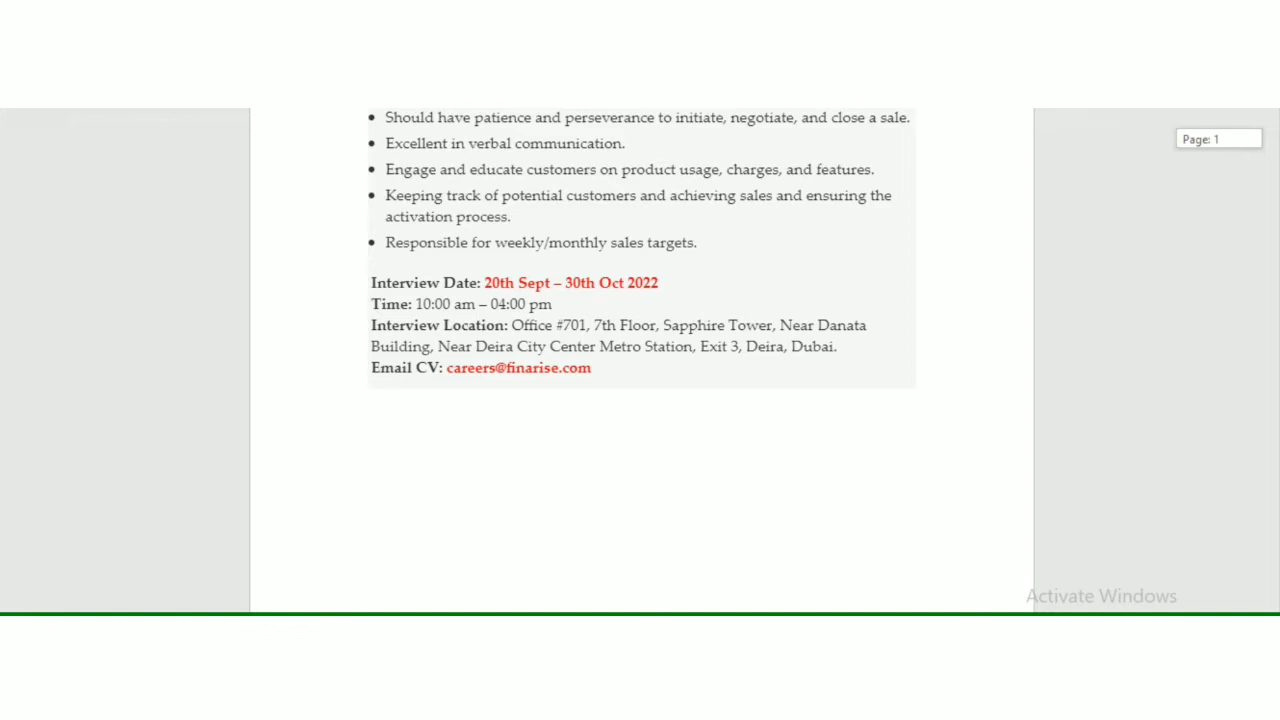 • Should have patience and perseverance to initiate, negotiate, and close a sale.
Page: 1
• Excellent in verbal communication.
• Engage and educate customers on product usage, charges, and features.
• Keeping track of potential customers and achieving sales and ensuring the
activation process.
• Responsible for weekly/monthly sales targets.
Interview Date: 20th Sept – 30th Oct 2022
Time: 10:00 am – 04:00 pm
Interview Location: Office #701, 7th Floor, Sapphire Tower, Near Danata
Building, Near Deira City Center Metro Station, Exit 3, Deira, Dubai.
Email CV: careers@finarise.com
Activate Windows